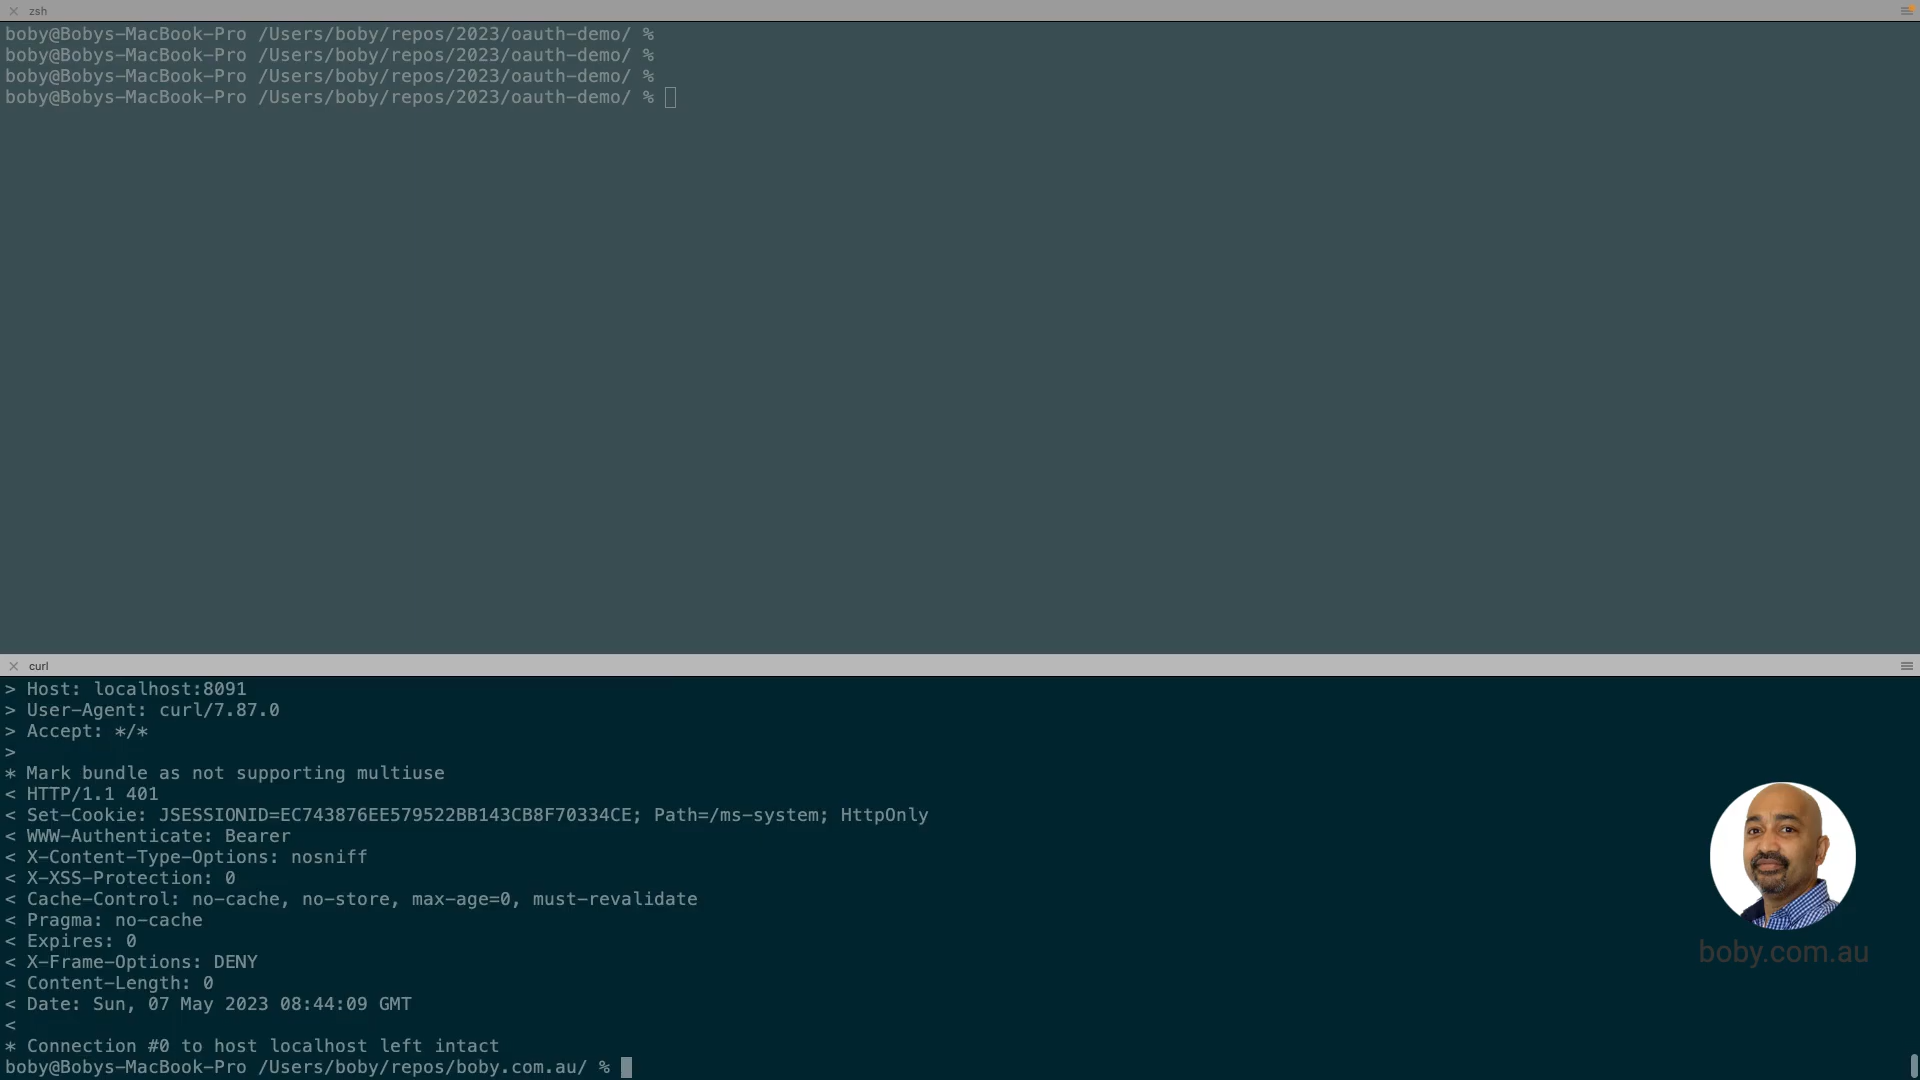 zsh
boby@Bobys-MacBook-Pro /Users/boby/repos/2023/oauth-demo/ %
boby@Bobys-MacBook-Pro /Users/boby/repos/2023/oauth-demo/ %
boby@Bobys-MacBook-Pro /Users/boby/repos/2023/oauth-demo/ %
boby@Bobys-MacBook-Pro /Users/boby/repos/2023/oauth-demo/ %
curl
> Host: localhost:8091
> User-Agent: curl/7.87.0
> Accept: */*
>
* Mark bundle as not supporting multiuse
< HTTP/1.1 401
< Set-Cookie: JSESSIONID=EC743876EE579522BB143CB8F70334CE; Path=/ms-system; HttpOnly
< WWW-Authenticate: Bearer
< X-Content-Type-Options: nosniff
< X-XSS-Protection: 0
< Cache-Control: no-cache, no-store, max-age=0, must-revalidate
< Pragma: no-cache
< Expires: 0
< X-Frame-Options: DENY
< Content-Length: 0
< Date: Sun, 07 May 2023 08:44:09 GMT
<
* Connection #0 to host localhost left intact
boby@Bobys-MacBook-Pro /Users/boby/repos/boby.com.au/ %
boby.com.au